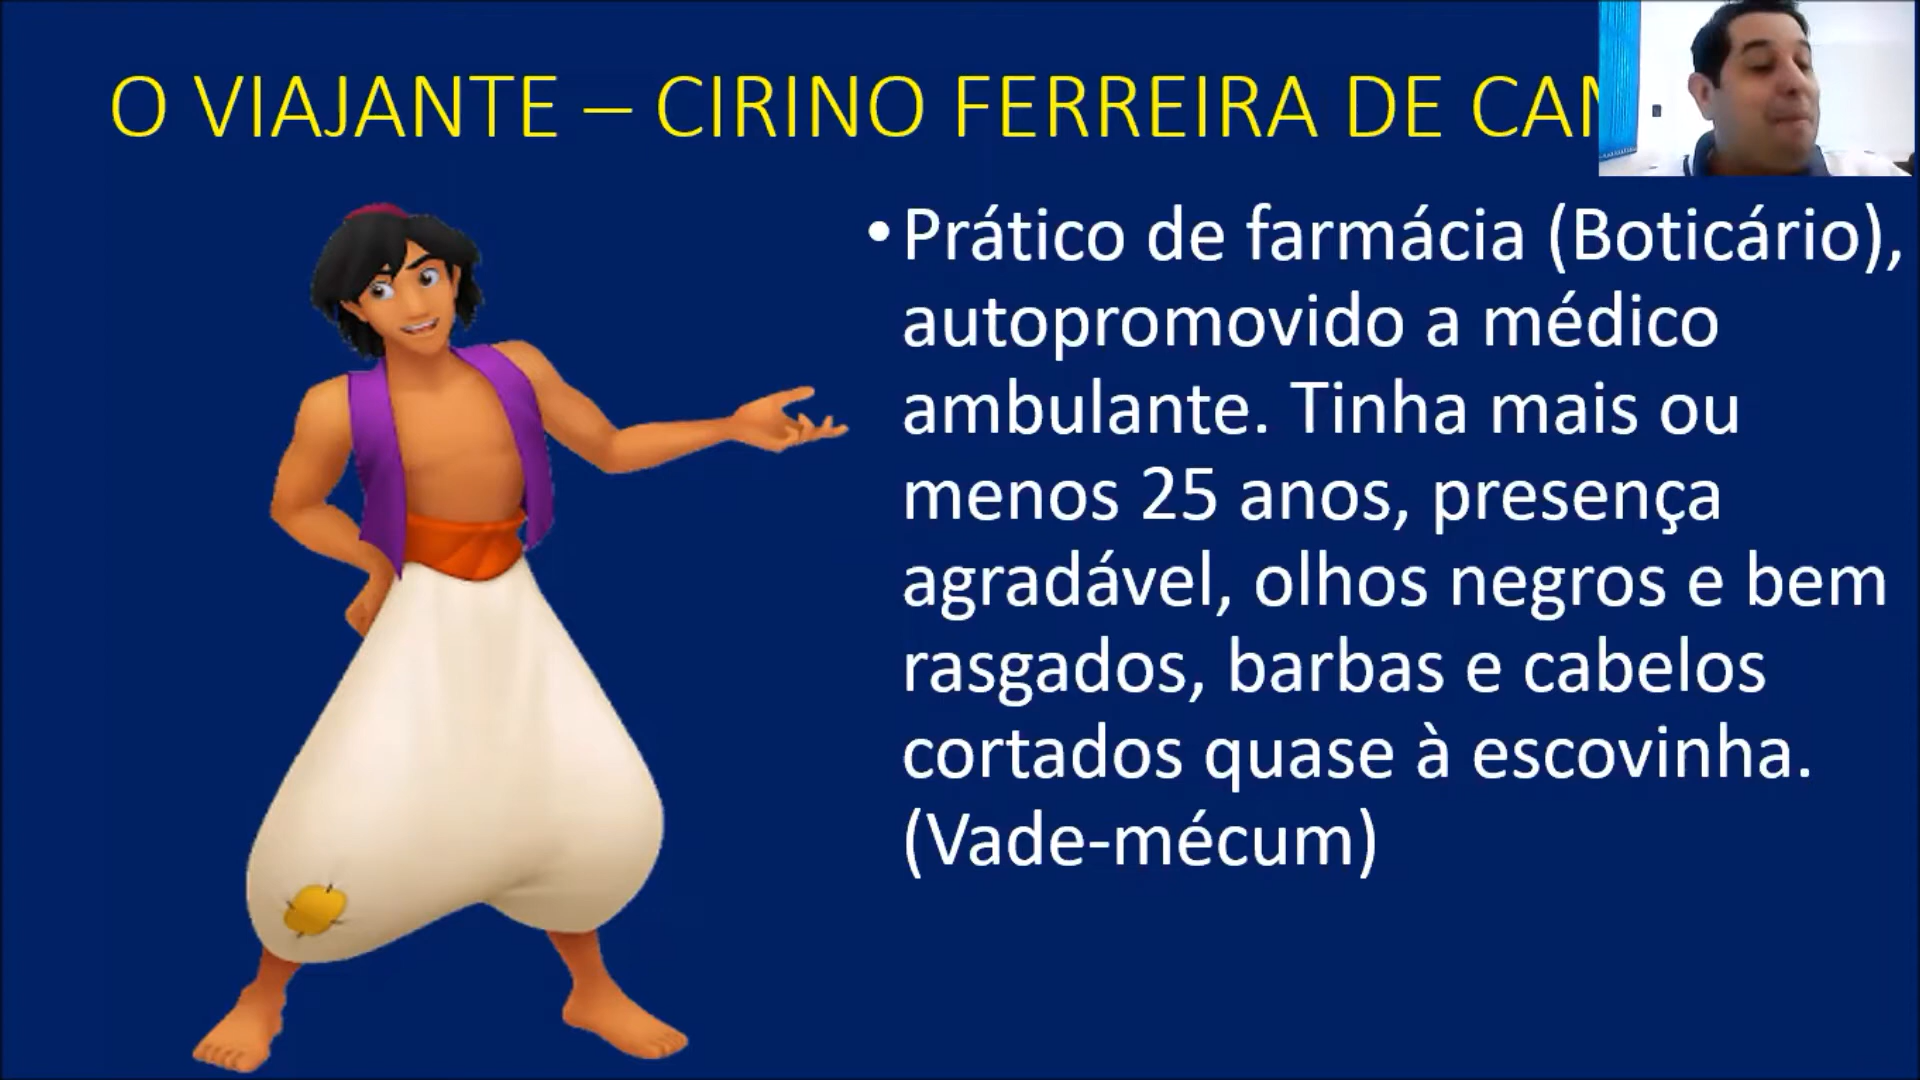 O VIAJANTE – CIRINO FERREIRA DE
• Prático de farmácia (Boticário),
autopromovido a médico
ambulante. Tinha mais ou
menos 25 anos, presença
agradável, olhos negros e bem
rasgados, barbas e cabelos
cortados quase à escovinha.
(Vade-mécum)